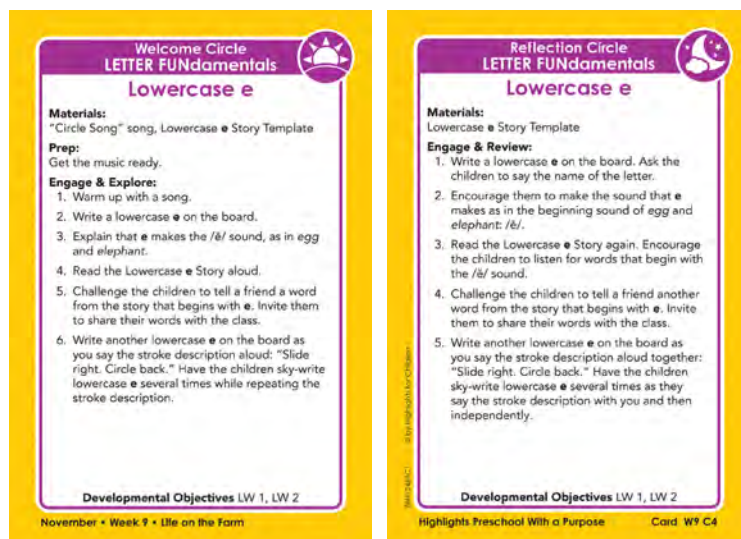 Welcome Circle
LETTER FUNdamentals
Lowercase e
Materials:
"Circle Song" song, Lowercase e Story Template
Prep:
Get the music ready.
Engage & Explore:
1. Warm up with a song.
2. Write a lowercase e on the board.
3. Explain that e makes the /ĕ/ sound, as in egg
and elephant.
4. Read the Lowercase e Story aloud.
5. Challenge the children to tell a friend a word
from the story that begins with e. Invite them
to share their words with the class.
6. Write another lowercase e on the board as
you say the stroke description aloud: "Slide
right. Circle back." Have the children sky-write
lowercase e several times while repeating the
stroke description.
Developmental Objectives LW 1, LW 2
November • Week 9 • Life on the Farm
Reflection Circle
LETTER FUNdamentals
Lowercase e
Materials:
Lowercase e Story Template
Engage & Review:
1. Write a lowercase e on the board. Ask the
children to say the name of the letter.
2. Encourage them to make the sound that e
makes as in the beginning sound of egg and
elephant: /ĕ/.
3. Read the Lowercase e Story again. Encourage
the children to listen for words that begin with
the /ĕ/ sound.
4. Challenge the children to tell a friend another
word from the story that begins with e. Invite
them to share their words with the class.
5. Write another lowercase e on the board as
you say the stroke description aloud together:
"Slide right. Circle back." Have the children
sky-write lowercase e several times as they
say the stroke description with you and then
independently.
Developmental Objectives LW 1, LW 2
Highlights Preschool With a Purpose Card W9 C4
by Highlights for Children